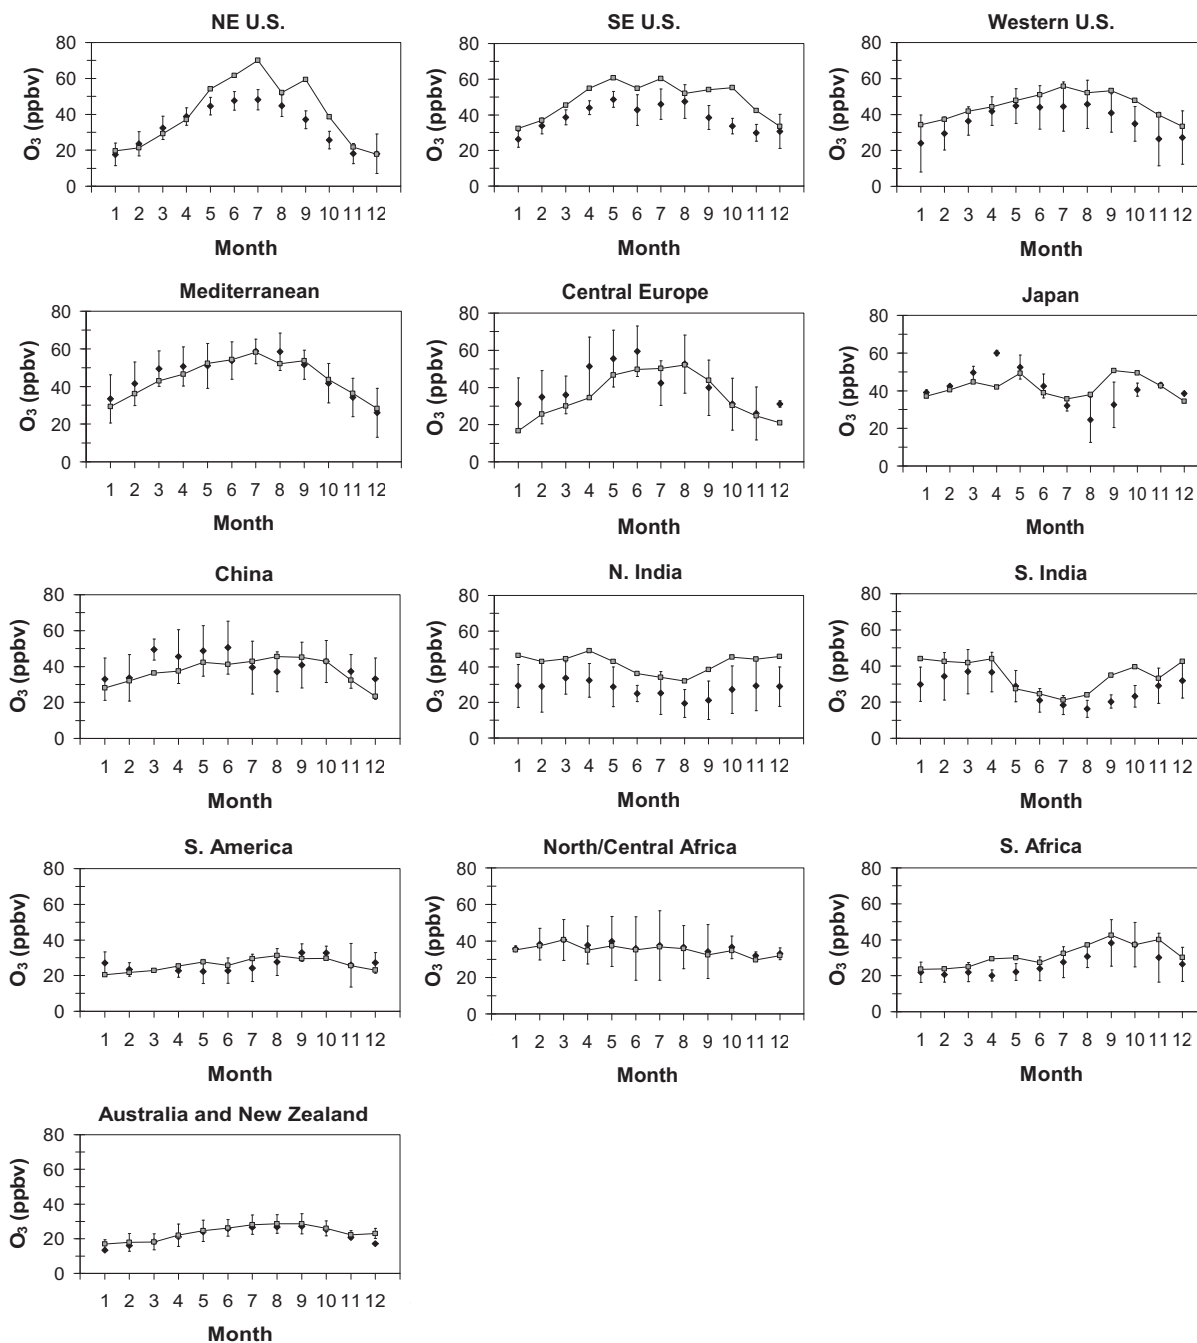 NE U.S.
80
60
40
20
0
O₃ (ppbv)
1 2 3 4 5 6 7 8 9 10 11 12
Month
SE U.S.
80
60
40
20
0
O₃ (ppbv)
1 2 3 4 5 6 7 8 9 10 11 12
Month
Western U.S.
80
60
40
20
0
O₃ (ppbv)
1 2 3 4 5 6 7 8 9 10 11 12
Month
Mediterranean
80
60
40
20
0
O₃ (ppbv)
1 2 3 4 5 6 7 8 9 10 11 12
Month
Central Europe
80
60
40
20
0
O₃ (ppbv)
1 2 3 4 5 6 7 8 9 10 11 12
Month
Japan
80
60
40
20
0
O₃ (ppbv)
1 2 3 4 5 6 7 8 9 10 11 12
Month
China
80
60
40
20
0
O₃ (ppbv)
1 2 3 4 5 6 7 8 9 10 11 12
Month
N. India
80
60
40
20
0
O₃ (ppbv)
1 2 3 4 5 6 7 8 9 10 11 12
Month
S. India
80
60
40
20
0
O₃ (ppbv)
1 2 3 4 5 6 7 8 9 10 11 12
Month
S. America
80
60
40
20
0
O₃ (ppbv)
1 2 3 4 5 6 7 8 9 10 11 12
Month
North/Central Africa
80
60
40
20
0
O₃ (ppbv)
1 2 3 4 5 6 7 8 9 10 11 12
Month
S. Africa
80
60
40
20
0
O₃ (ppbv)
1 2 3 4 5 6 7 8 9 10 11 12
Month
Australia and New Zealand
80
60
40
20
0
O₃ (ppbv)
1 2 3 4 5 6 7 8 9 10 11 12
Month